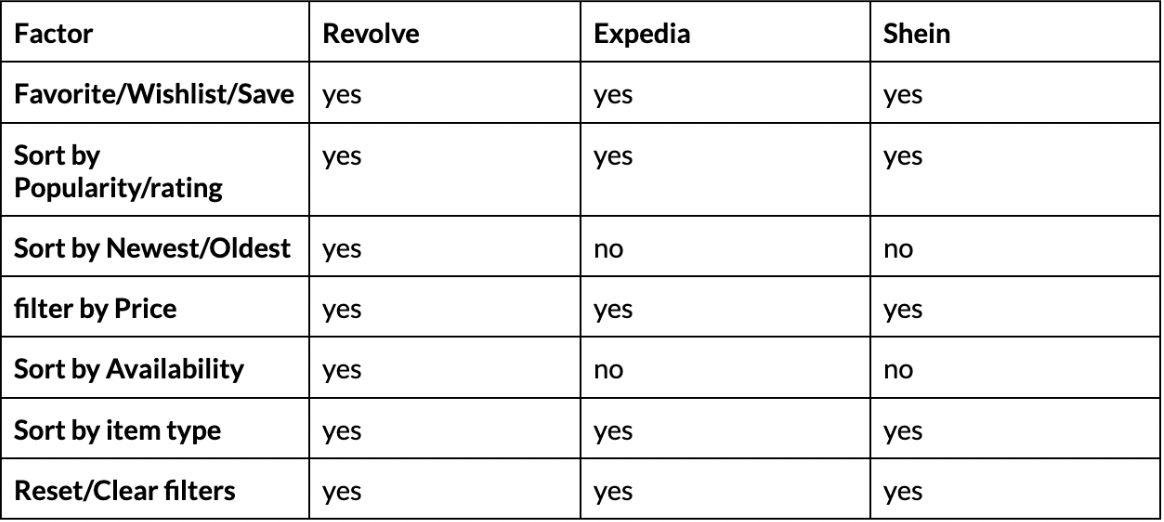 Factor Revolve Expedia Shein
Favorite/Wishlist/Save yes yes yes
Sort by yes yes yes
Popularity/rating
Sort by Newest/Oldest yes no no
filter by Price yes yes yes
Sort by Availability yes no no
Sort by item type yes yes yes
Reset/Clear filters yes yes yes